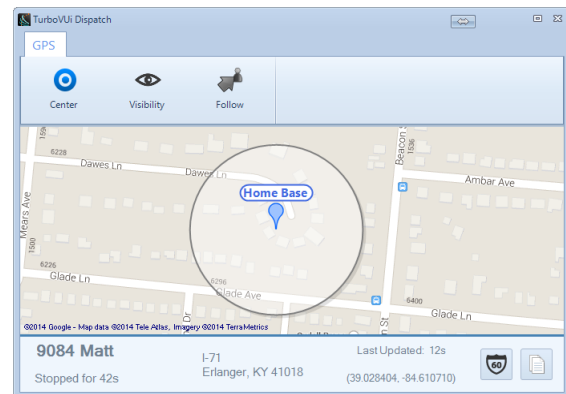 TurboVUi Dispatch
GPS
Center
Visibility
Follow
6228
Dawes Ln
Dawes Ln
Beacon S
1536
Ambar Ave
Home Base
Mears Ave
1500
6226
Glade Ln
6296
Glade Ave
6400
Glade Ln
Dr
St
©2014 Google - Map data ©2014 Tele Atlas, Imagery ©2014 TerraMetrics
9084 Matt
Stopped for 42s
I-71
Erlanger, KY 41018
Last Updated: 12s
(39.028404, -84.610710)
60